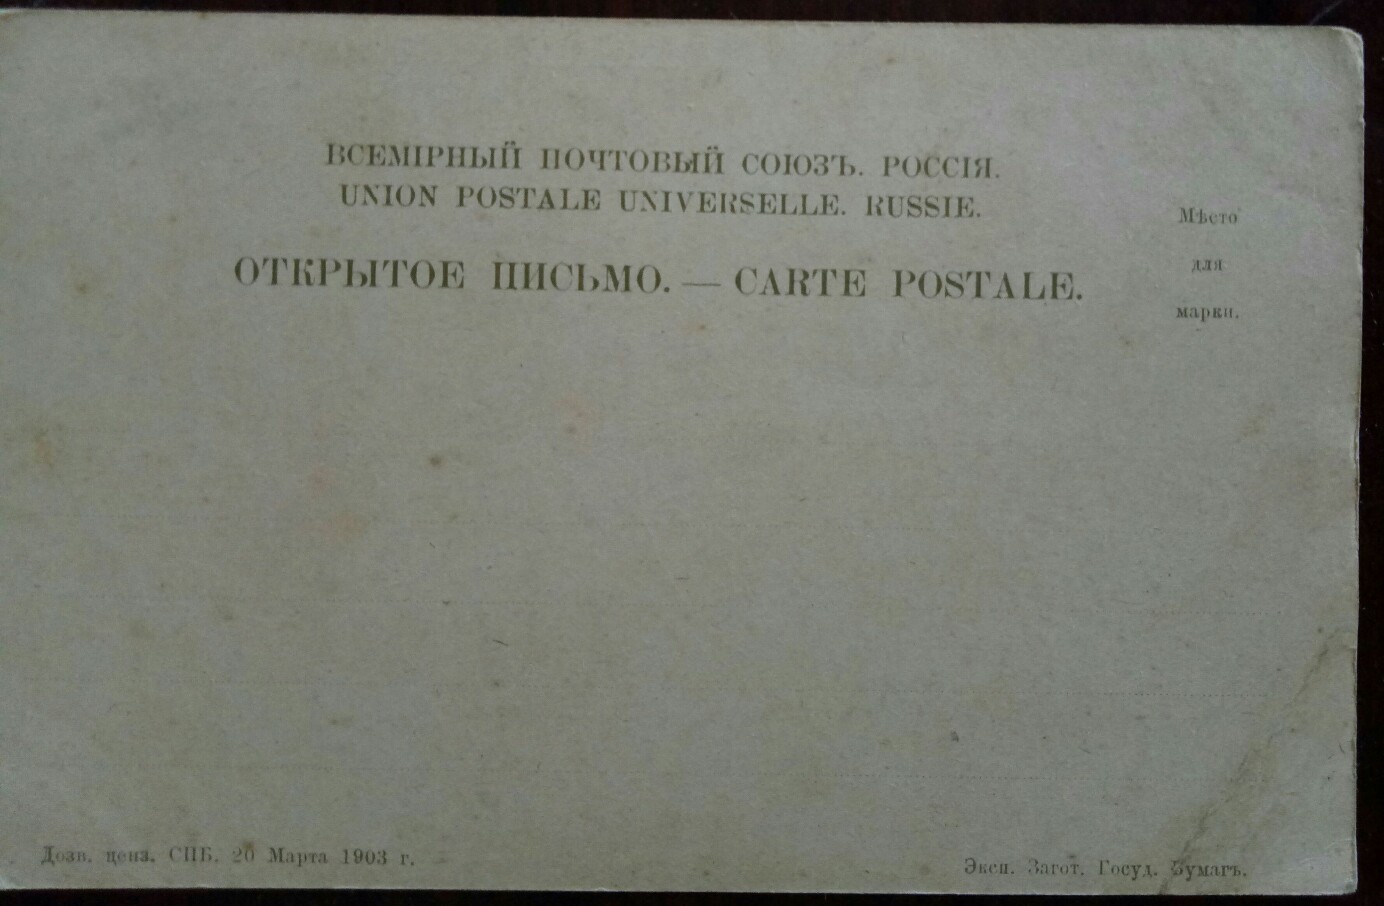 ВСЕМІРНЫЙ ПОЧТОВЫЙ СОЮЗЪ. РОССІЯ.
UNION POSTALE UNIVERSELLE. RUSSIE.
ОТКРЫТОЕ ПИСЬМО. — CARTE POSTALE.
Мѣсто
для
марки.
Дозв. ценз. СПБ. 20 Марта 1903 г.
Эксп. Загот. Госуд. Бумагъ.